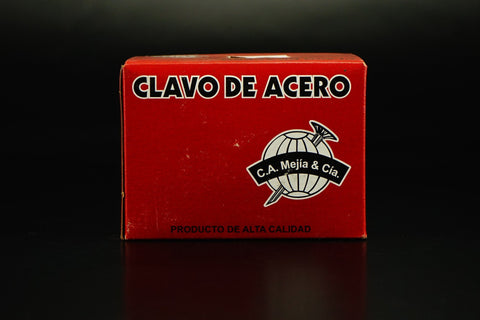 CLAVO DE ACERO
C.A. Mejía & Cía.
PRODUCTO DE ALTA CALIDAD